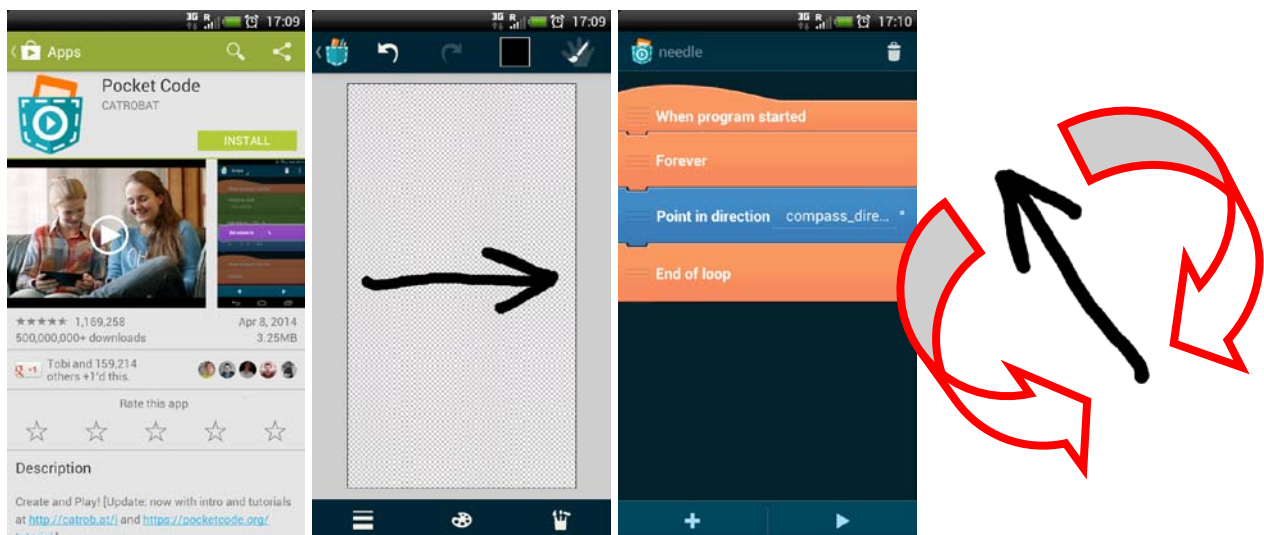 3G R 17:09
Apps
Pocket Code
CATROBAT
INSTALL
★★★★★ 1,169,258
Apr 8, 2014
500,000,000+ downloads
3.25MB
g +1
Tobi and 159,214
others +1'd this.
Rate this app
Description
Create and Play! [Update: now with intro and tutorials
at http://catrob.at/i and https://pocketcode.org/
3G R 17:09
3G R 17:10
needle
When program started
Forever
Point in direction compass_dire... °
End of loop